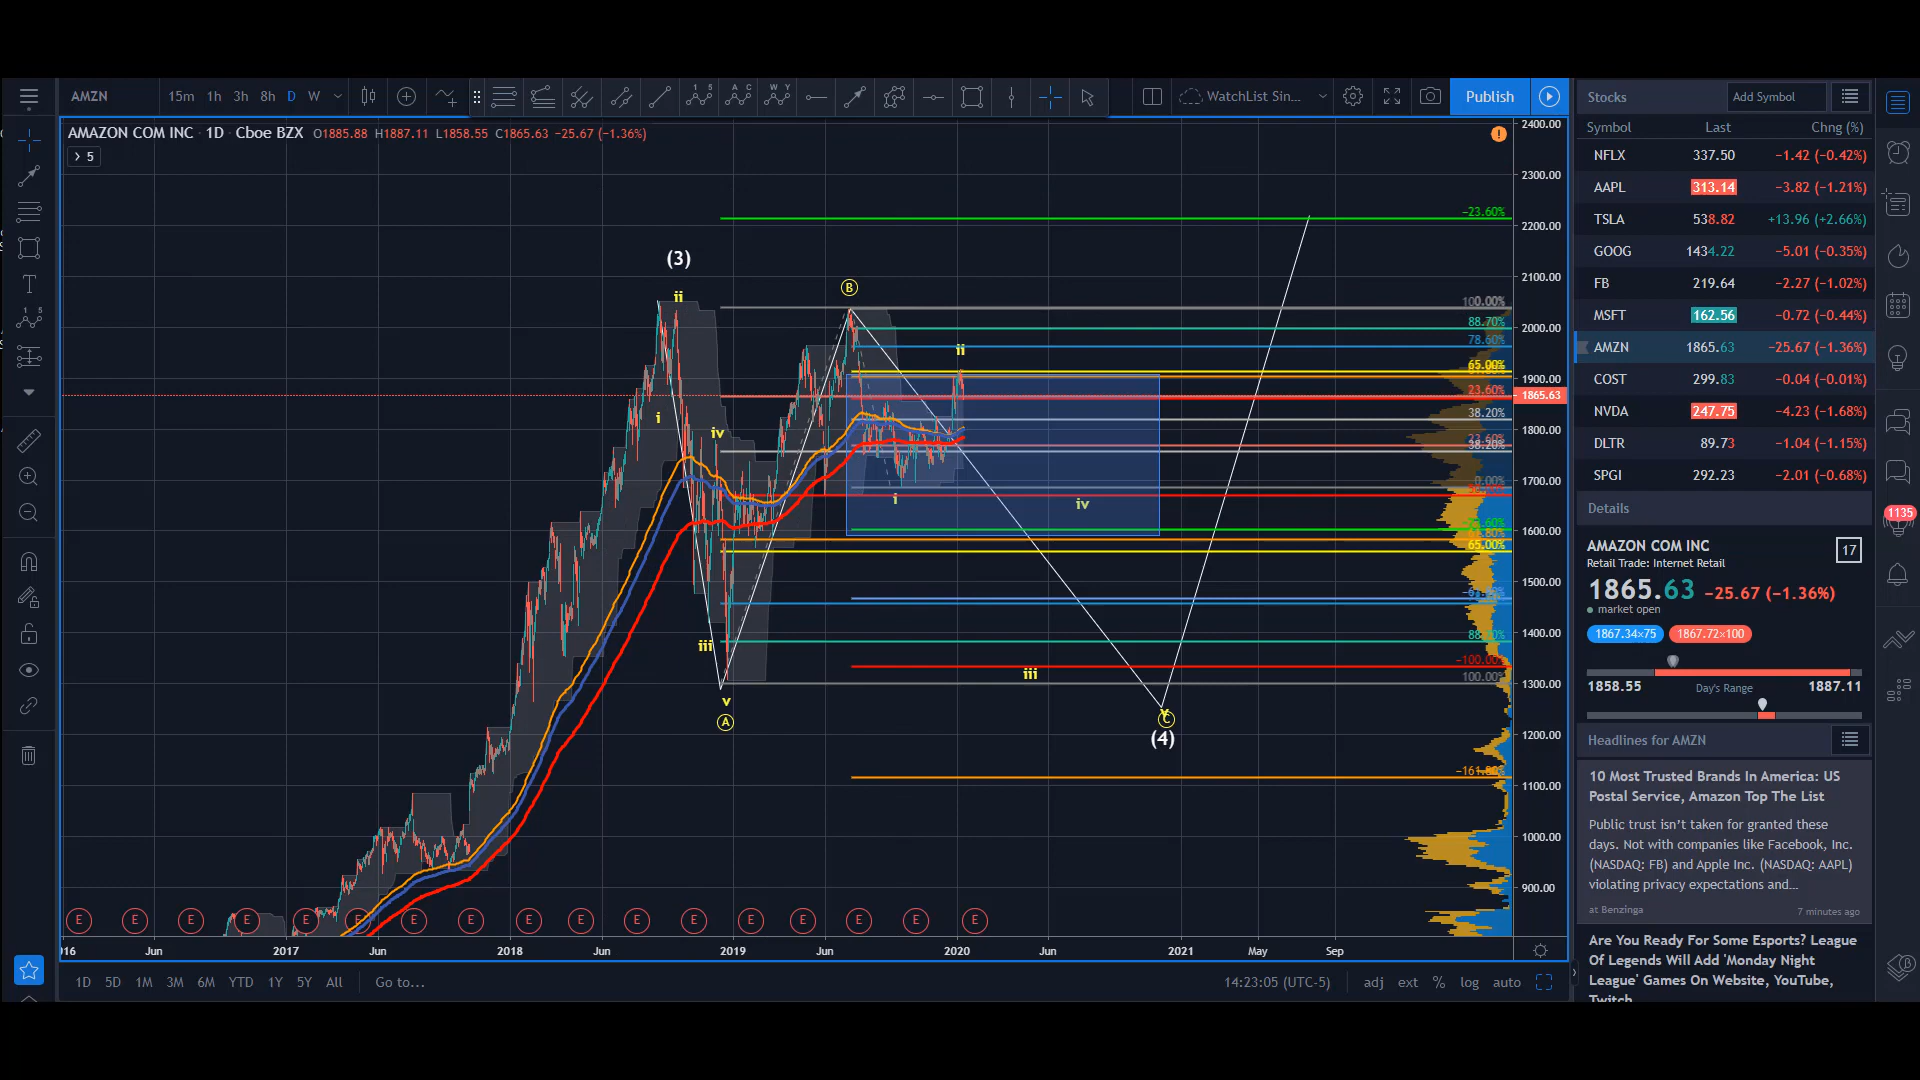 AMZN 15m 1h 3h 8h D W WatchList Sin... Publish
AMAZON COM INC · 1D · Cboe BZX O1885.88 H1887.11 L1858.55 C1865.63 −25.67 (−1.36%)
> 5
2400.00
2300.00
2200.00
2100.00
2000.00
1900.00
1865.63
1800.00
1700.00
1600.00
1500.00
1400.00
1300.00
1200.00
1100.00
1000.00
900.00
−23.60%
(3)
ii
B
88.70%
78.60%
ii
65.00%
23.60%
38.20%
i
iv
38.20%
0.00%
i
iv
65.00%
iii
iii
−100.00%
100.00%
v
A
C
(4)
E E E E E E E E E E E E E E E E E
2017 Jun 2018 Jun 2019 Jun 2020 Jun 2021 May Sep
1D 5D 1M 3M 6M YTD 1Y 5Y All Go to... 14:23:05 (UTC-5) adj ext % log auto
Stocks Add Symbol
Symbol Last Chng (%)
NFLX 337.50 −1.42 (−0.42%)
AAPL 313.14 −3.82 (−1.21%)
TSLA 538.82 +13.96 (+2.66%)
GOOG 1434.22 −5.01 (−0.35%)
FB 219.64 −2.27 (−1.02%)
MSFT 162.56 −0.72 (−0.44%)
AMZN 1865.63 −25.67 (−1.36%)
COST 299.83 −0.04 (−0.01%)
NVDA 247.75 −4.23 (−1.68%)
DLTR 89.73 −1.04 (−1.15%)
SPGI 292.23 −2.01 (−0.68%)
Details
AMAZON COM INC 17
Retail Trade: Internet Retail
1865.63 −25.67 (−1.36%)
market open
1867.34×75 1867.72×100
1858.55 Day's Range 1887.11
Headlines for AMZN
10 Most Trusted Brands In America: US
Postal Service, Amazon Top The List
Public trust isn’t taken for granted these
days. Not with companies like Facebook, Inc.
(NASDAQ: FB) and Apple Inc. (NASDAQ: AAPL)
violating privacy expectations and...
at Benzinga 7 minutes ago
Are You Ready For Some Esports? League
Of Legends Will Add 'Monday Night
League' Games On Website, YouTube,
Twitch
1135